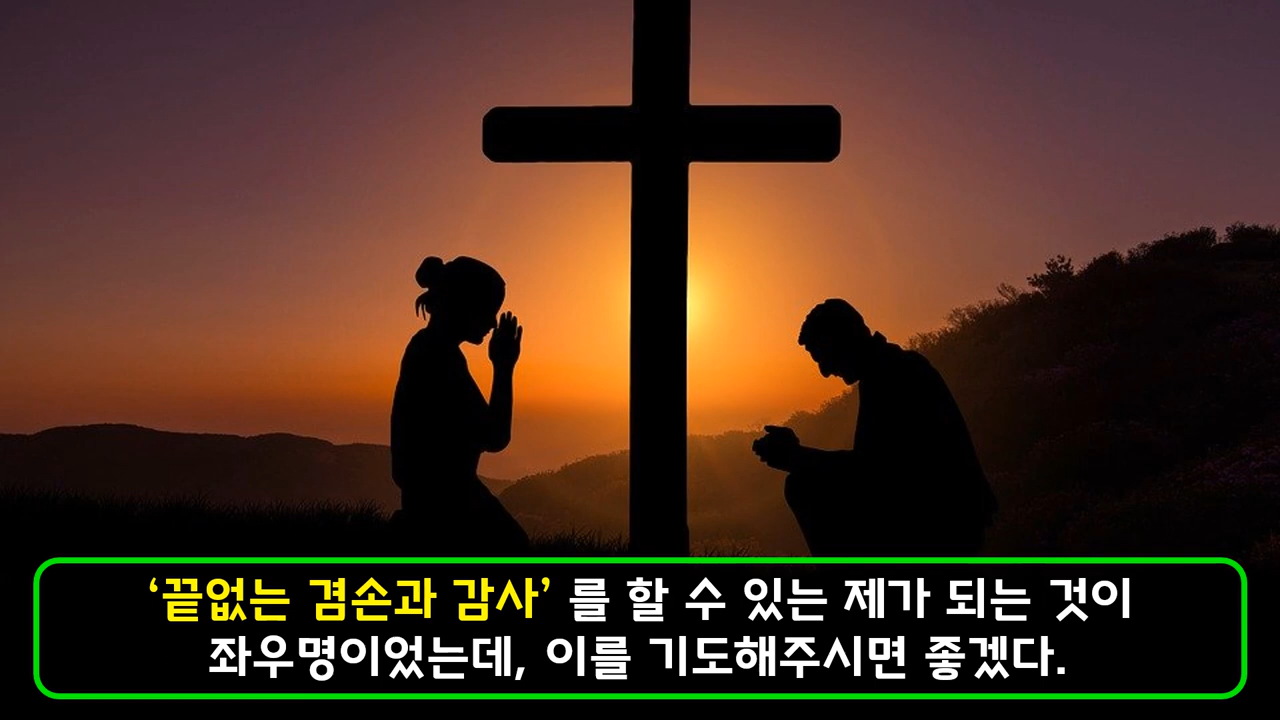 ‘끝없는 겸손과 감사’ 를 할 수 있는 제가 되는 것이
좌우명이었는데, 이를 기도해주시면 좋겠다.